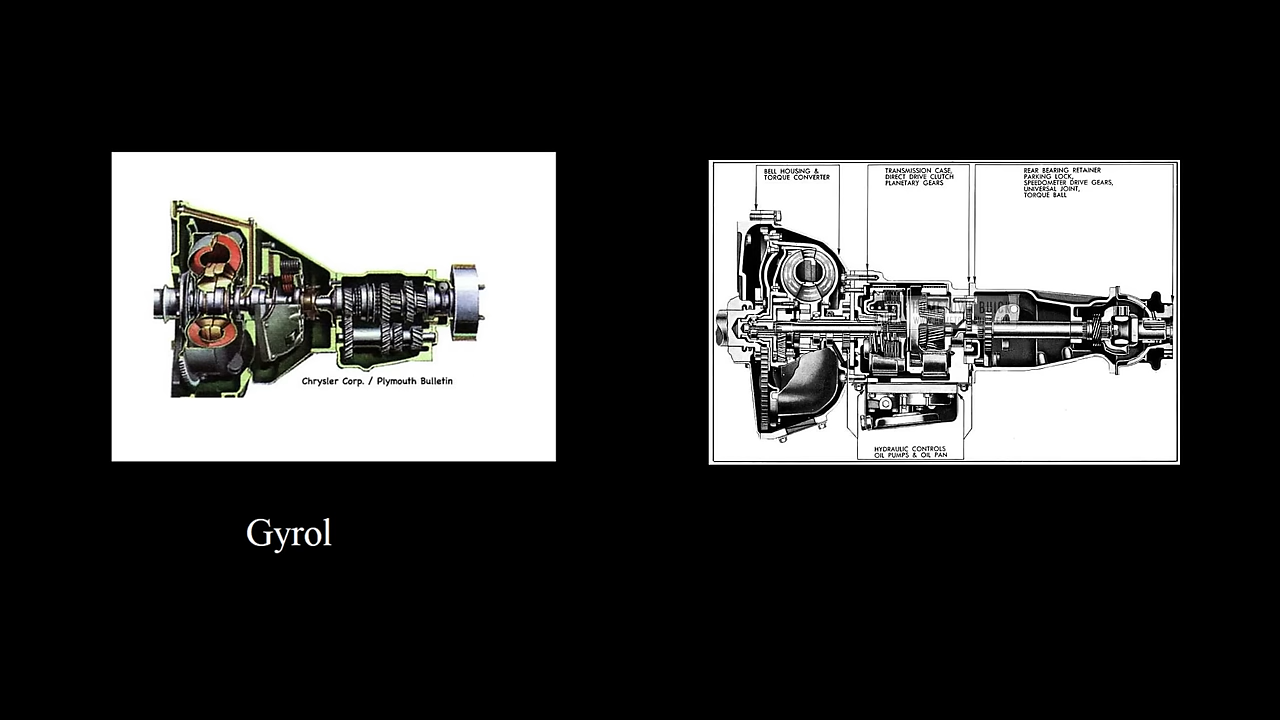 BELL HOUSING &
TORQUE CONVERTER
TRANSMISSION CASE,
DIRECT DRIVE CLUTCH
PLANETARY GEARS
REAR BEARING RETAINER
PARKING LOCK,
SPEEDOMETER DRIVE GEARS,
UNIVERSAL JOINT,
TORQUE BALL
Chrysler Corp. / Plymouth Bulletin
HYDRAULIC CONTROLS
OIL PUMPS & OIL PAN
Gyrol